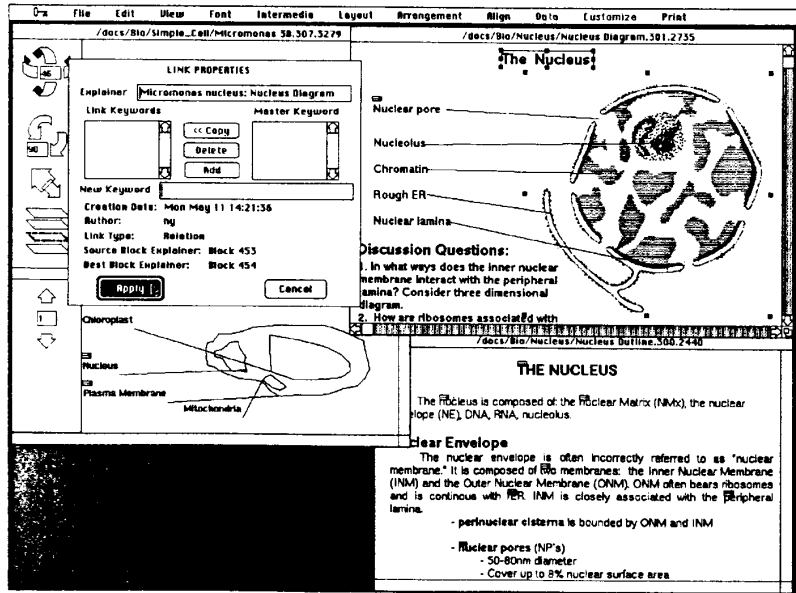 File Edit View Font Intermedia Layout Arrangement Align Data Customize Print
/docs/Bio/Simple_Cell/Micromonas 38.307.3279
46
90
LINK PROPERTIES
Explainer Micromonas nucleus: Nucleus Diagram
Link Keywords Master Keyword
<< Copy
Delete
Add
New Keyword
Creation Date: Mon May 11 14:21:36
Author: ny
Link Type: Relation
Source Block Explainer: Block 453
Dest Block Explainer: Block 454
Apply Cancel
1
Chloroplast
Nucleus
Plasma Membrane
Mitochondria
/docs/Bio/Nucleus/Nucleus Diagram.301.2735
The Nucleus
Nuclear pore
Nucleolus
Chromatin
Rough ER
Nuclear lamina
Discussion Questions:
1. In what ways does the inner nuclear
membrane interact with the peripheral
lamina? Consider three dimensional
diagram.
2. How are ribosomes associated with
/docs/Bio/Nucleus/Nucleus Outline.300.2440
THE NUCLEUS
The nucleus is composed of: the Nuclear Matrix (NMx), the nuclear
elope (NE), DNA, RNA, nucleolus.
clear Envelope
The nuclear envelope is often incorrectly referred to as "nuclear
membrane." It is composed of two membranes: the Inner Nuclear Membrane
(INM) and the Outer Nuclear Membrane (ONM). ONM often bears ribosomes
and is continous with rER. INM is closely associated with the peripheral
lamina.
- perinuclear cisterna is bounded by ONM and INM
- Nuclear pores (NP's)
- 50-80nm diameter
- Cover up to 8% nuclear surface area